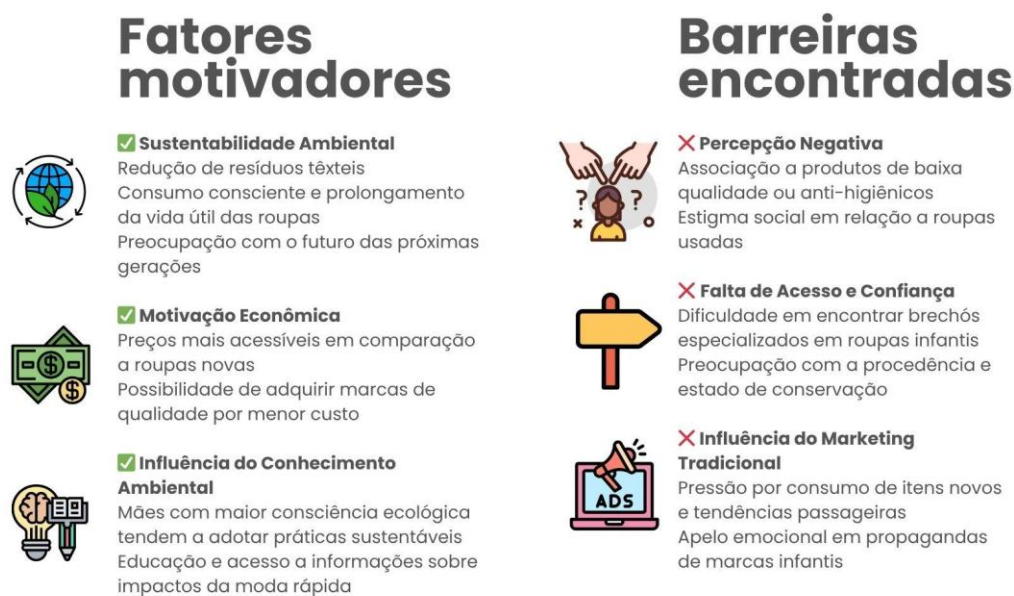 Fatores
motivadores
✅ Sustentabilidade Ambiental
Redução de resíduos têxteis
Consumo consciente e prolongamento
da vida útil das roupas
Preocupação com o futuro das próximas
gerações
✅ Motivação Econômica
Preços mais acessíveis em comparação
a roupas novas
Possibilidade de adquirir marcas de
qualidade por menor custo
✅ Influência do Conhecimento
Ambiental
Mães com maior consciência ecológica
tendem a adotar práticas sustentáveis
Educação e acesso a informações sobre
impactos da moda rápida
Barreiras
encontradas
❌ Percepção Negativa
Associação a produtos de baixa
qualidade ou anti-higiênicos
Estigma social em relação a roupas
usadas
❌ Falta de Acesso e Confiança
Dificuldade em encontrar brechós
especializados em roupas infantis
Preocupação com a procedência e
estado de conservação
❌ Influência do Marketing
Tradicional
Pressão por consumo de itens novos
e tendências passageiras
Apelo emocional em propagandas
de marcas infantis
ADS